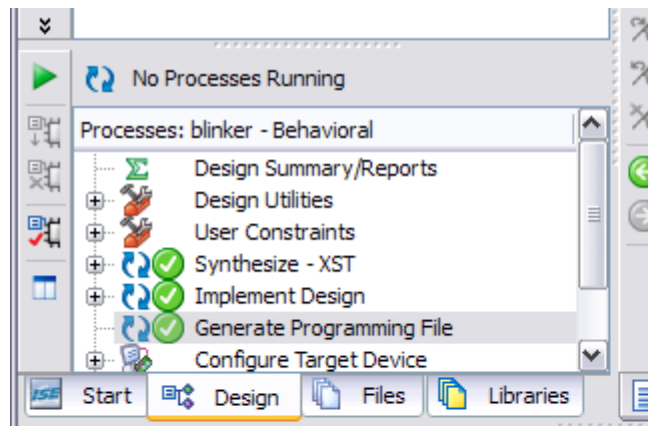 No Processes Running
Processes: blinker - Behavioral
Design Summary/Reports
Design Utilities
User Constraints
Synthesize - XST
Implement Design
Generate Programming File
Configure Target Device
ISE Start Design Files Libraries